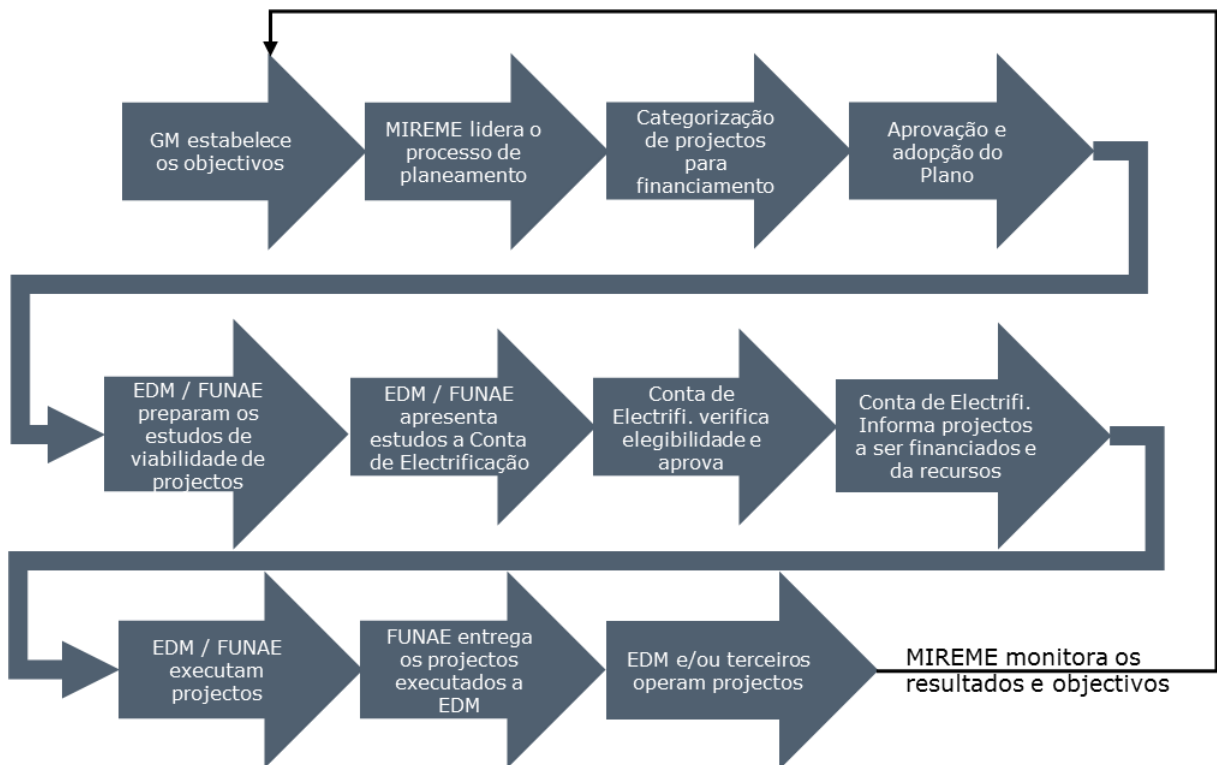 GM estabelece
os objectivos
MIREME lidera o
processo de
planeamento
Categorização
de projectos
para
financiamento
Aprovação e
adopção do
Plano
EDM / FUNAE
preparam os
estudos de
viabilidade de
projectos
EDM / FUNAE
apresenta
estudos a Conta
de Electrificação
Conta de
Electrifi. verifica
elegibilidade e
aprova
Conta de Electrifi.
Informa projectos
a ser financiados e
da recursos
EDM / FUNAE
executam
projectos
FUNAE entrega
os projectos
executados a
EDM
EDM e/ou terceiros
operam projectos
MIREME monitora os
resultados e objectivos